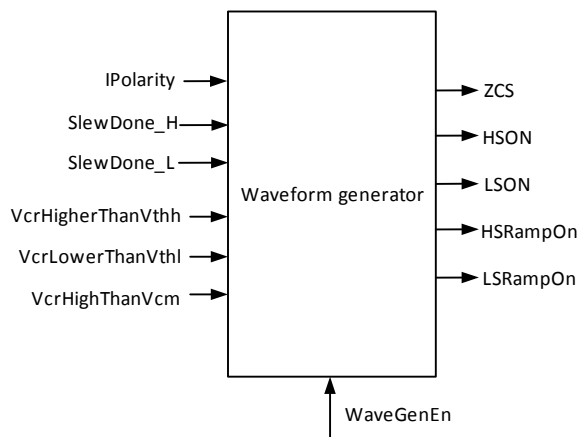 IPolarity
SlewDone_H
SlewDone_L
VcrHigherThanVthh
VcrLowerThanVthl
VcrHighThanVcm
Waveform generator
ZCS
HSON
LSON
HSRampOn
LSRampOn
WaveGenEn